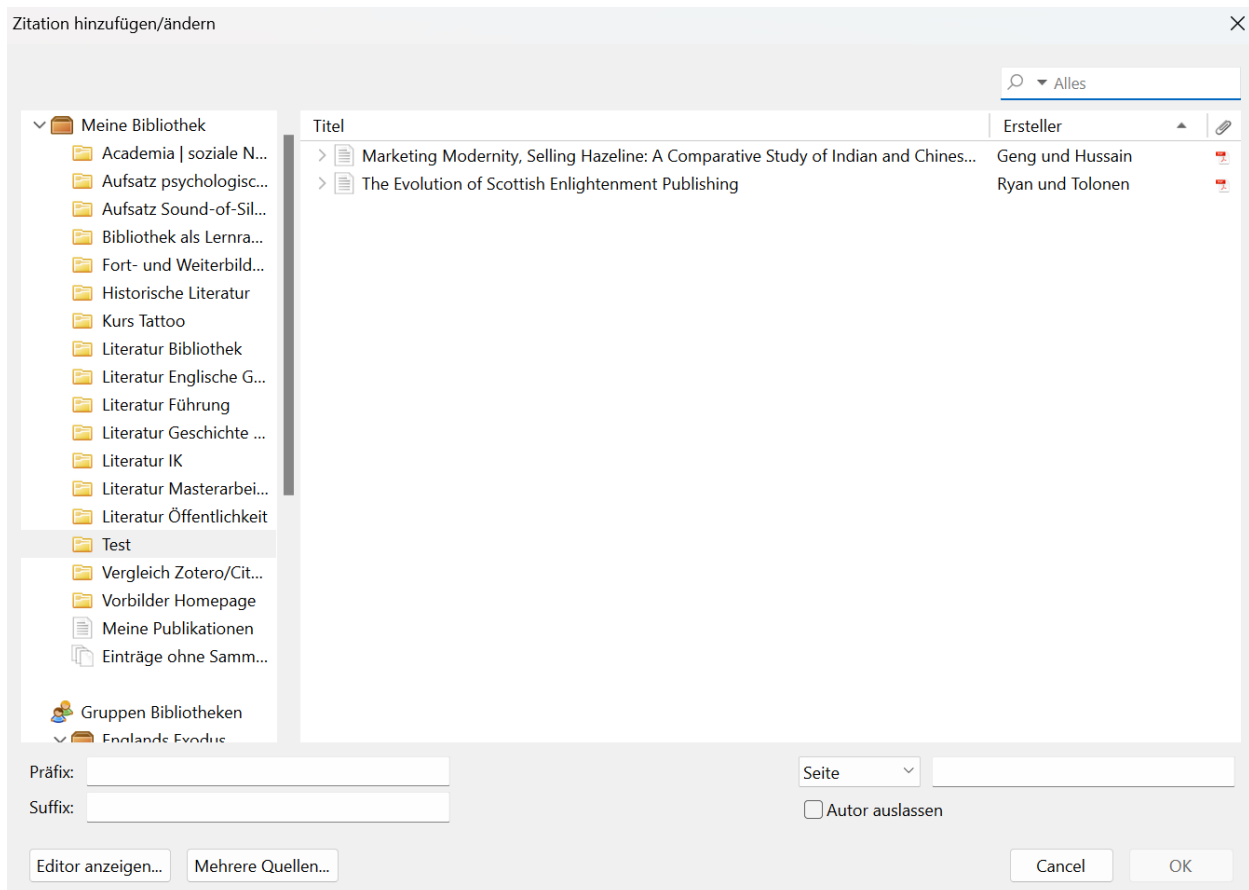 Zitation hinzufügen/ändern
Alles
Meine Bibliothek
Academia | soziale N...
Aufsatz psychologisc...
Aufsatz Sound-of-Sil...
Bibliothek als Lernra...
Fort- und Weiterbild...
Historische Literatur
Kurs Tattoo
Literatur Bibliothek
Literatur Englische G...
Literatur Führung
Literatur Geschichte ...
Literatur IK
Literatur Masterarbei...
Literatur Öffentlichkeit
Test
Vergleich Zotero/Cit...
Vorbilder Homepage
Meine Publikationen
Einträge ohne Samm...
Gruppen Bibliotheken
Englands Exodus
Titel Ersteller
Marketing Modernity, Selling Hazeline: A Comparative Study of Indian and Chines... Geng und Hussain
The Evolution of Scottish Enlightenment Publishing Ryan und Tolonen
Präfix: Seite
Suffix: Autor auslassen
Editor anzeigen... Mehrere Quellen... Cancel OK